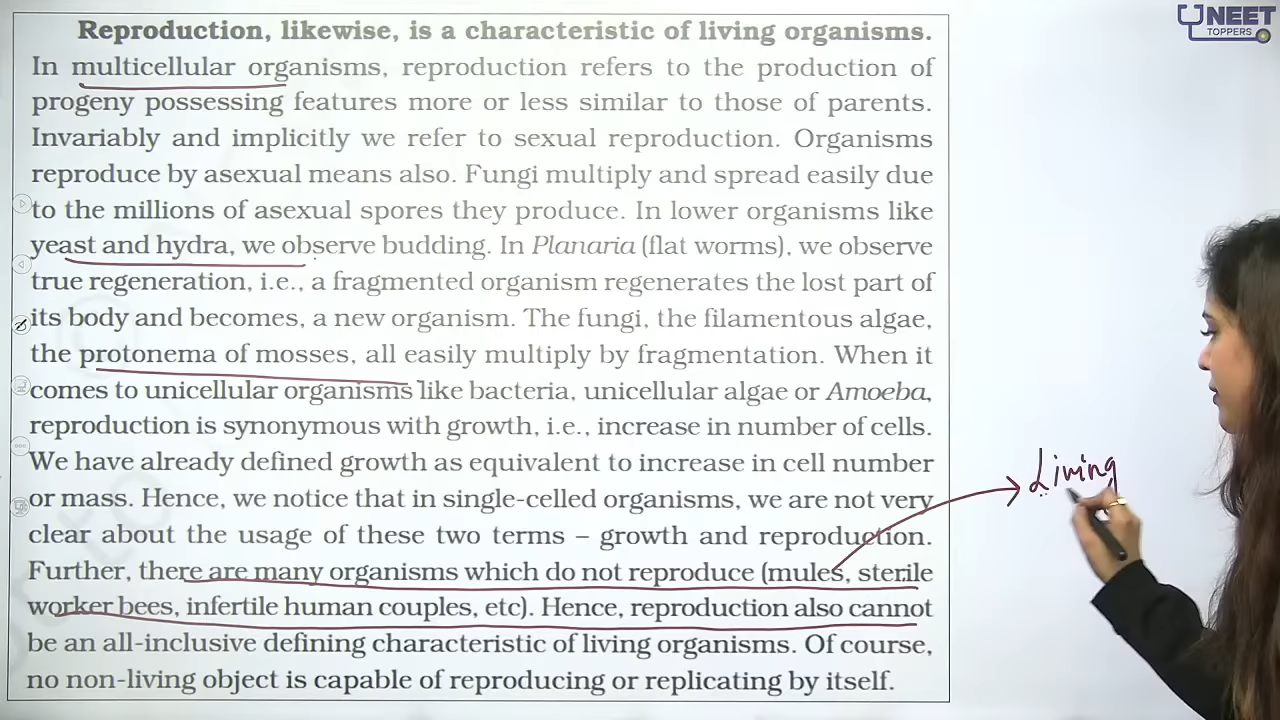 UNEET
TOPPERS
Reproduction, likewise, is a characteristic of living organisms.
In multicellular organisms, reproduction refers to the production of
progeny possessing features more or less similar to those of parents.
Invariably and implicitly we refer to sexual reproduction. Organisms
reproduce by asexual means also. Fungi multiply and spread easily due
to the millions of asexual spores they produce. In lower organisms like
yeast and hydra, we observe budding. In Planaria (flat worms), we observe
true regeneration, i.e., a fragmented organism regenerates the lost part of
its body and becomes, a new organism. The fungi, the filamentous algae,
the protonema of mosses, all easily multiply by fragmentation. When it
comes to unicellular organisms like bacteria, unicellular algae or Amoeba,
reproduction is synonymous with growth, i.e., increase in number of cells.
We have already defined growth as equivalent to increase in cell number
or mass. Hence, we notice that in single-celled organisms, we are not very
clear about the usage of these two terms – growth and reproduction.
Further, there are many organisms which do not reproduce (mules, sterile
worker bees, infertile human couples, etc). Hence, reproduction also cannot
be an all-inclusive defining characteristic of living organisms. Of course,
no non-living object is capable of reproducing or replicating by itself.
Living